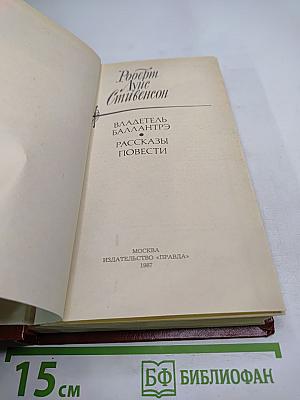 Роберт
Луис
Стивенсон
ВЛАДЕТЕЛЬ
БАЛЛАНТРЭ
•
РАССКАЗЫ
ПОВЕСТИ
МОСКВА
ИЗДАТЕЛЬСТВО «ПРАВДА»
1987
15 см
БФ БИБЛИОФАН